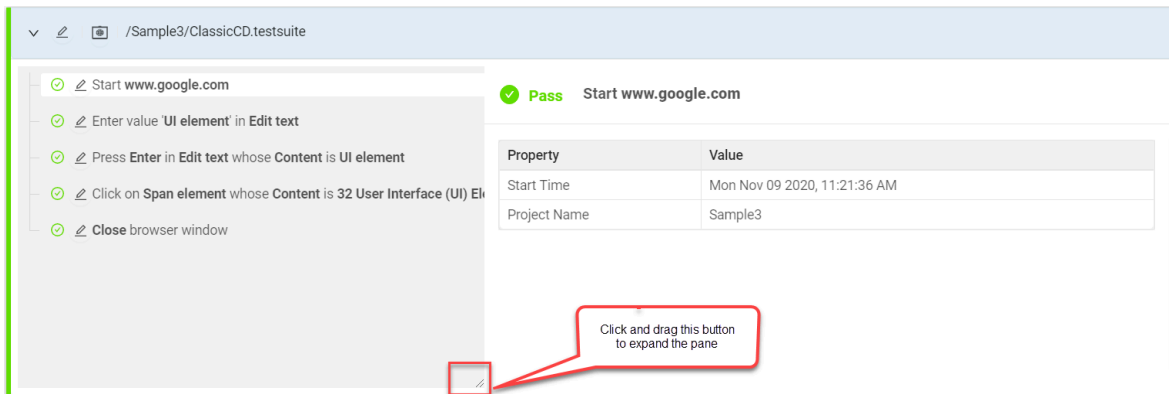 /Sample3/ClassicCD.testsuite
Start www.google.com
Enter value 'UI element' in Edit text
Press Enter in Edit text whose Content is UI element
Click on Span element whose Content is 32 User Interface (UI) Ele
Close browser window
Pass Start www.google.com
Property Value
Start Time Mon Nov 09 2020, 11:21:36 AM
Project Name Sample3
Click and drag this button
to expand the pane